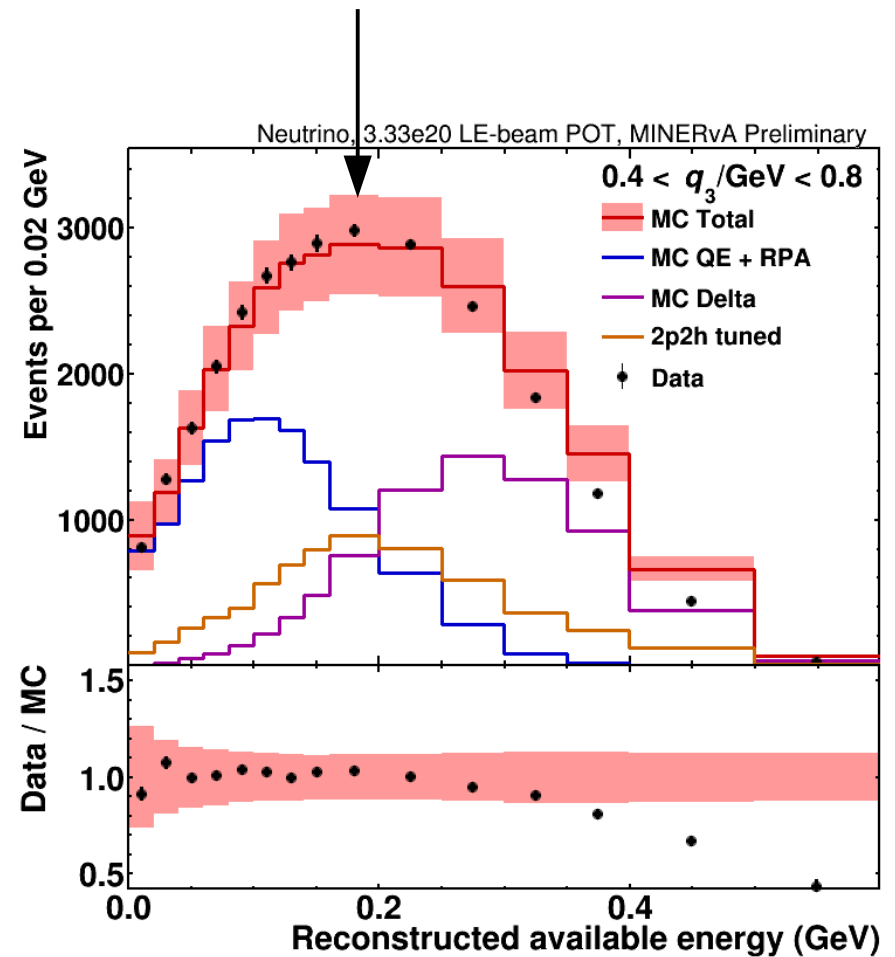 Neutrino, 3.33e20 LE-beam POT, MINERvA Preliminary
0.4 < q₃/GeV < 0.8
MC Total
MC QE + RPA
MC Delta
2p2h tuned
Data
Events per 0.02 GeV
3000
2000
1000
Data / MC
1.5
1.0
0.5
0.0 0.2 0.4
Reconstructed available energy (GeV)